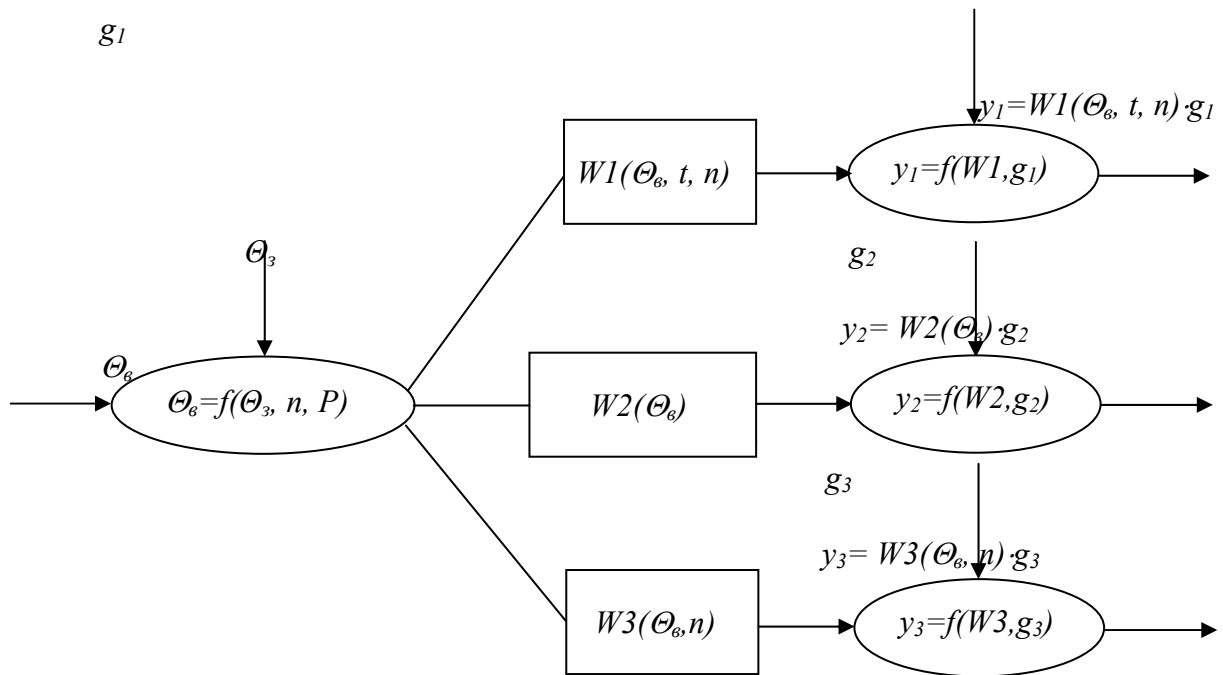 g₁
y₁=W1(Θв, t, n)·g₁
W1(Θв, t, n)
y₁=f(W1,g₁)
Θз
g₂
y₂= W2(Θв)·g₂
Θв
Θв=f(Θз, n, P)
W2(Θв)
y₂=f(W2,g₂)
g₃
y₃= W3(Θв, n)·g₃
W3(Θв,n)
y₃=f(W3,g₃)